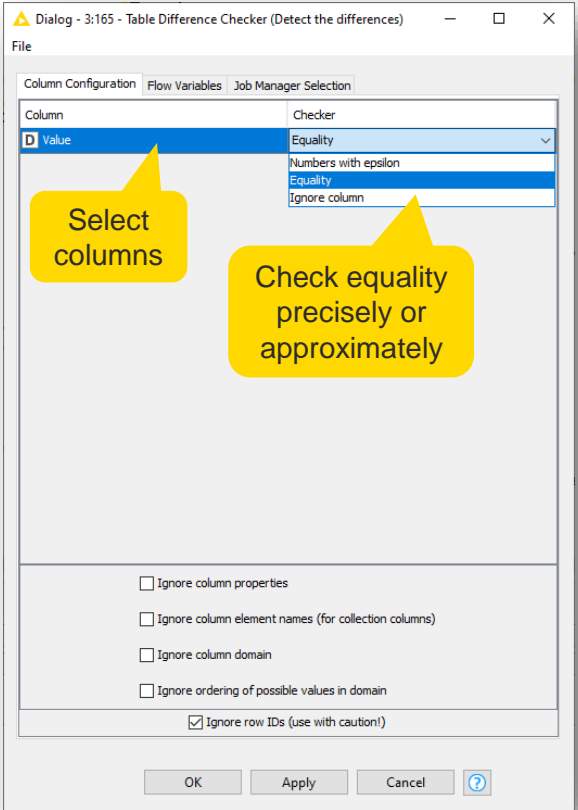 Dialog - 3:165 - Table Difference Checker (Detect the differences)
File
Column Configuration Flow Variables Job Manager Selection
Column Checker
D Value Equality
Numbers with epsilon
Equality
Ignore column
Select
columns
Check equality
precisely or
approximately
Ignore column properties
Ignore column element names (for collection columns)
Ignore column domain
Ignore ordering of possible values in domain
Ignore row IDs (use with caution!)
OK Apply Cancel ?